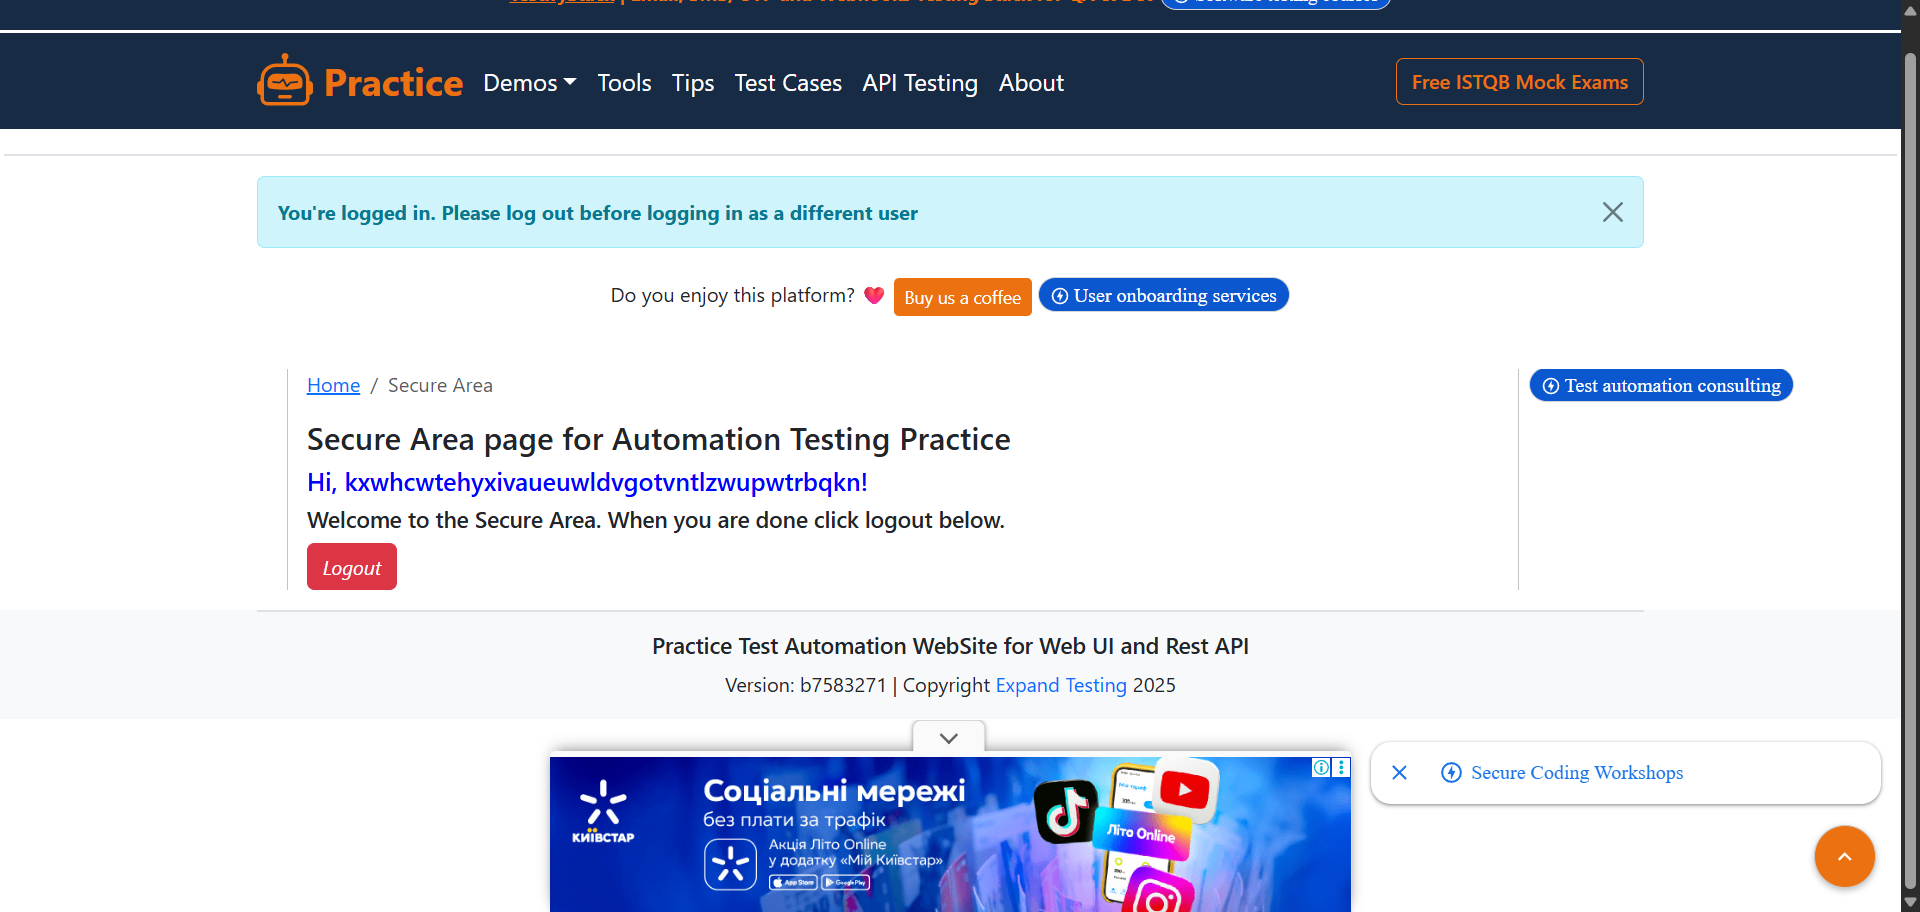 Practice
Demos
Tools
Tips
Test Cases
API Testing
About
Free ISTQB Mock Exams
You're logged in. Please log out before logging in as a different user
Do you enjoy this platform?
Buy us a coffee
User onboarding services
Home / Secure Area
Test automation consulting
Secure Area page for Automation Testing Practice
Hi, kxwhcwtehyxivaueuwldvgotvntlzwupwtrbqkn!
Welcome to the Secure Area. When you are done click logout below.
Logout
Practice Test Automation WebSite for Web UI and Rest API
Version: b7583271 | Copyright Expand Testing 2025
КИЇВСТАР
Соціальні мережі
без плати за трафік
Акція Літо Online
у додатку «Мій Київстар»
App Store
Google Play
Літо Online
Secure Coding Workshops